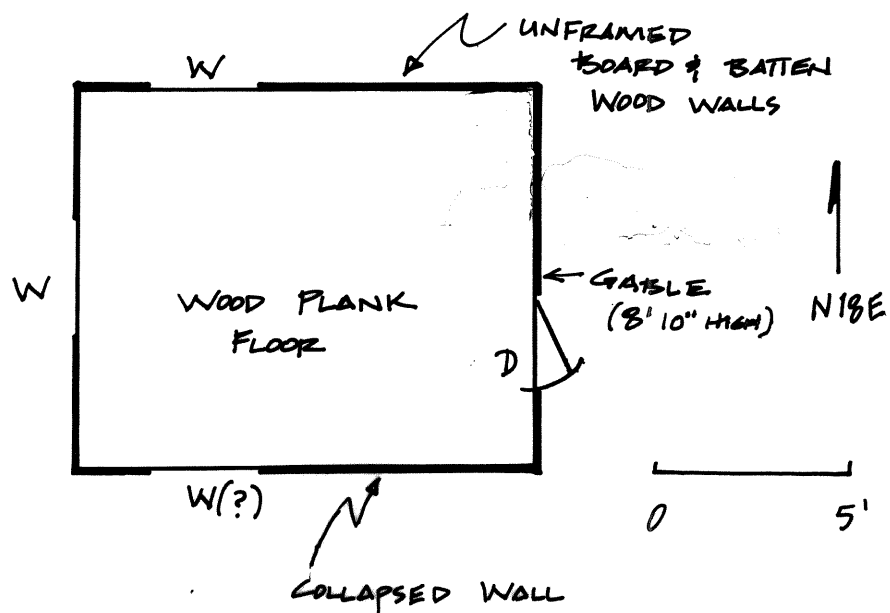 W
UNFRAMED
BOARD & BATTEN
WOOD WALLS
W
WOOD PLANK
FLOOR
GABLE
(8' 10" HIGH)
N18E
D
W(?)
0 5'
COLLAPSED WALL